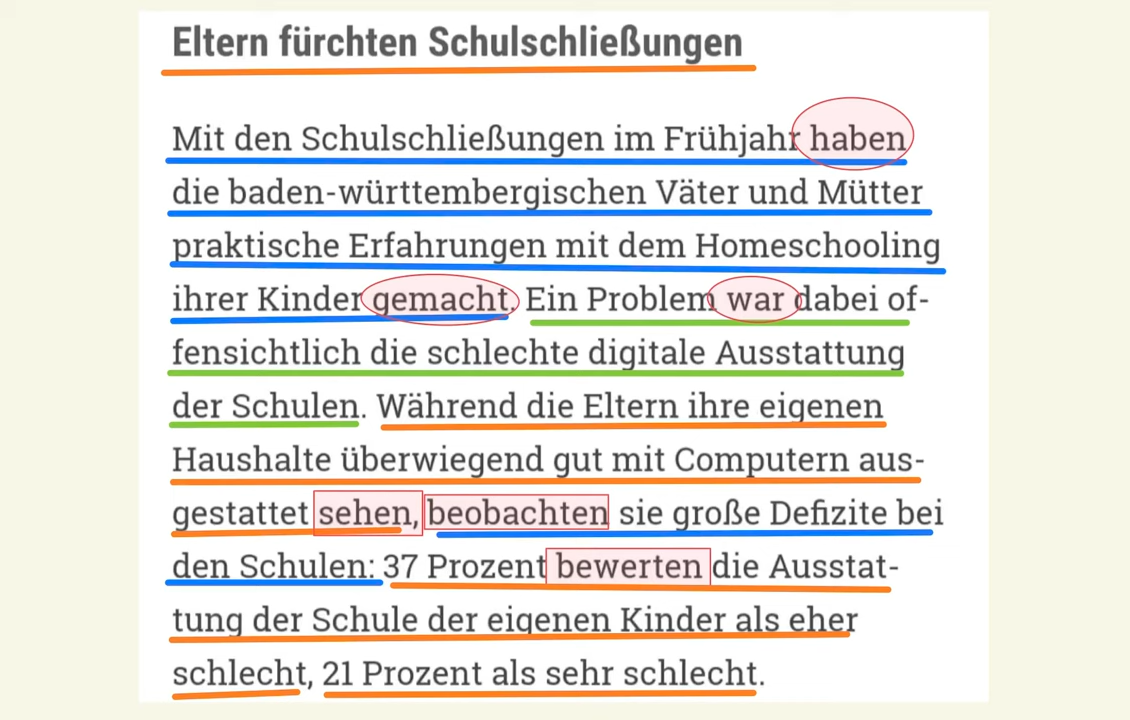 Eltern fürchten Schulschließungen
Mit den Schulschließungen im Frühjahr haben
die baden-württembergischen Väter und Mütter
praktische Erfahrungen mit dem Homeschooling
ihrer Kinder gemacht. Ein Problem war dabei of-
fensichtlich die schlechte digitale Ausstattung
der Schulen. Während die Eltern ihre eigenen
Haushalte überwiegend gut mit Computern aus-
gestattet sehen, beobachten sie große Defizite bei
den Schulen: 37 Prozent bewerten die Ausstat-
tung der Schule der eigenen Kinder als eher
schlecht, 21 Prozent als sehr schlecht.